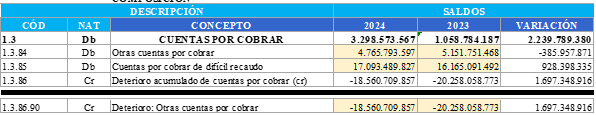 COMPOSICIÓN
DESCRIPCIÓN SALDOS
CÓD NAT CONCEPTO 2024 2023 VARIACIÓN
1.3 Db CUENTAS POR COBRAR 3.298.573.567 1.058.784.187 2.239.789.380
1.3.84 Db Otras cuentas por cobrar 4.765.793.597 5.151.751.468 -385.957.871
1.3.85 Db Cuentas por cobrar de difícil recaudo 17.093.489.827 16.165.091.492 928.398.335
1.3.86 Cr Deterioro acumulado de cuentas por cobrar (cr) -18.560.709.857 -20.258.058.773 1.697.348.916
1.3.86.90 Cr Deterioro: Otras cuentas por cobrar -18.560.709.857 -20.258.058.773 1.697.348.916